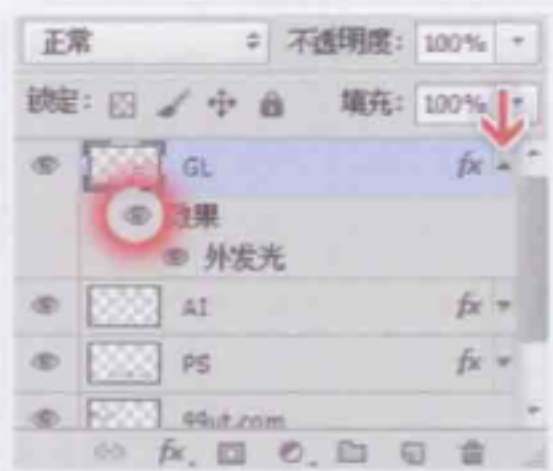 正常 不透明度: 100%
锁定: 填充: 100%
GL fx
效果
外发光
AI fx
PS fx
99ut.com
fx.